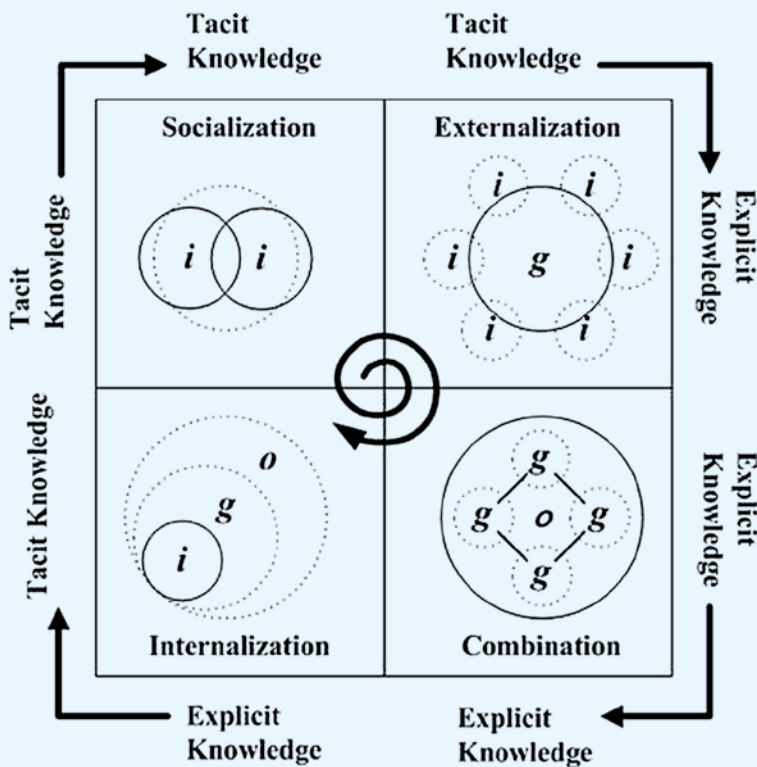 Tacit
Knowledge
Tacit
Knowledge
Tacit
Knowledge
Socialization
i i
Externalization
i i
i g i
i i
Explicit
Knowledge
Tacit Knowledge
o
g
i
Internalization
g
g o g
g
Combination
Explicit
Knowledge
Explicit
Knowledge
Explicit
Knowledge